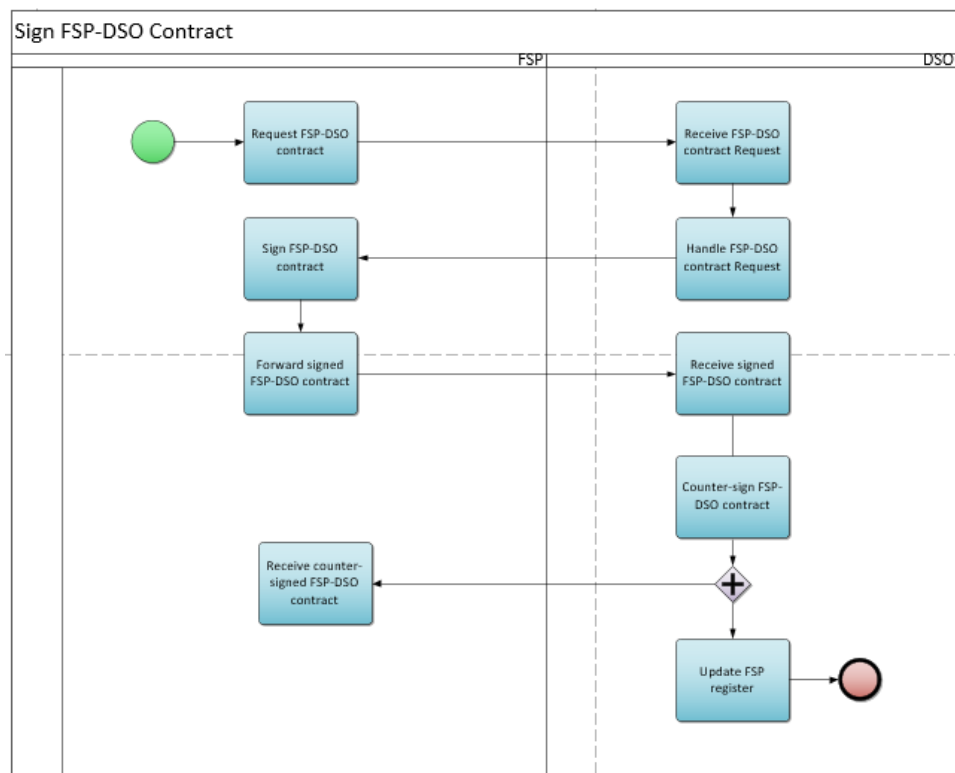 Sign FSP-DSO Contract
FSP
DSO
Request FSP-DSO
contract
Receive FSP-DSO
contract Request
Sign FSP-DSO
contract
Handle FSP-DSO
contract Request
Forward signed
FSP-DSO contract
Receive signed
FSP-DSO contract
Counter-sign FSP-
DSO contract
Receive counter-
signed FSP-DSO
contract
Update FSP
register